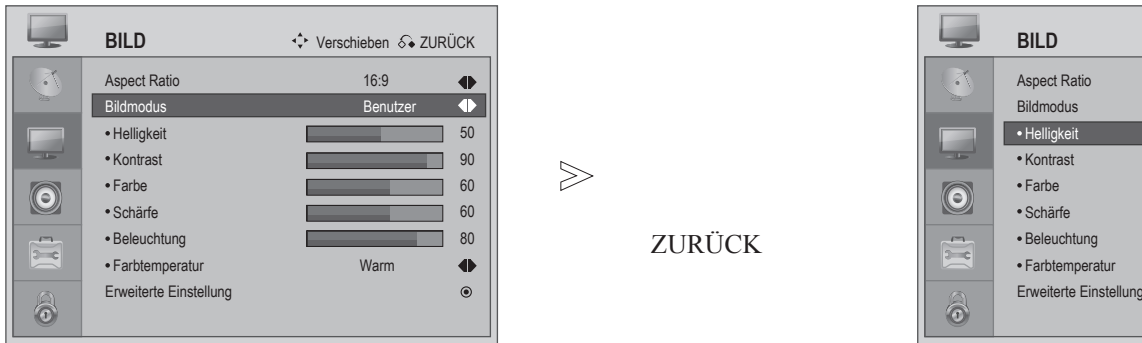 BILD Verschieben ZURÜCK
Aspect Ratio 16:9
Bildmodus Benutzer
• Helligkeit 50
• Kontrast 90
• Farbe 60
• Schärfe 60
• Beleuchtung 80
• Farbtemperatur Warm
Erweiterte Einstellung
ZURÜCK
BILD
Aspect Ratio
Bildmodus
• Helligkeit
• Kontrast
• Farbe
• Schärfe
• Beleuchtung
• Farbtemperatur
Erweiterte Einstellung